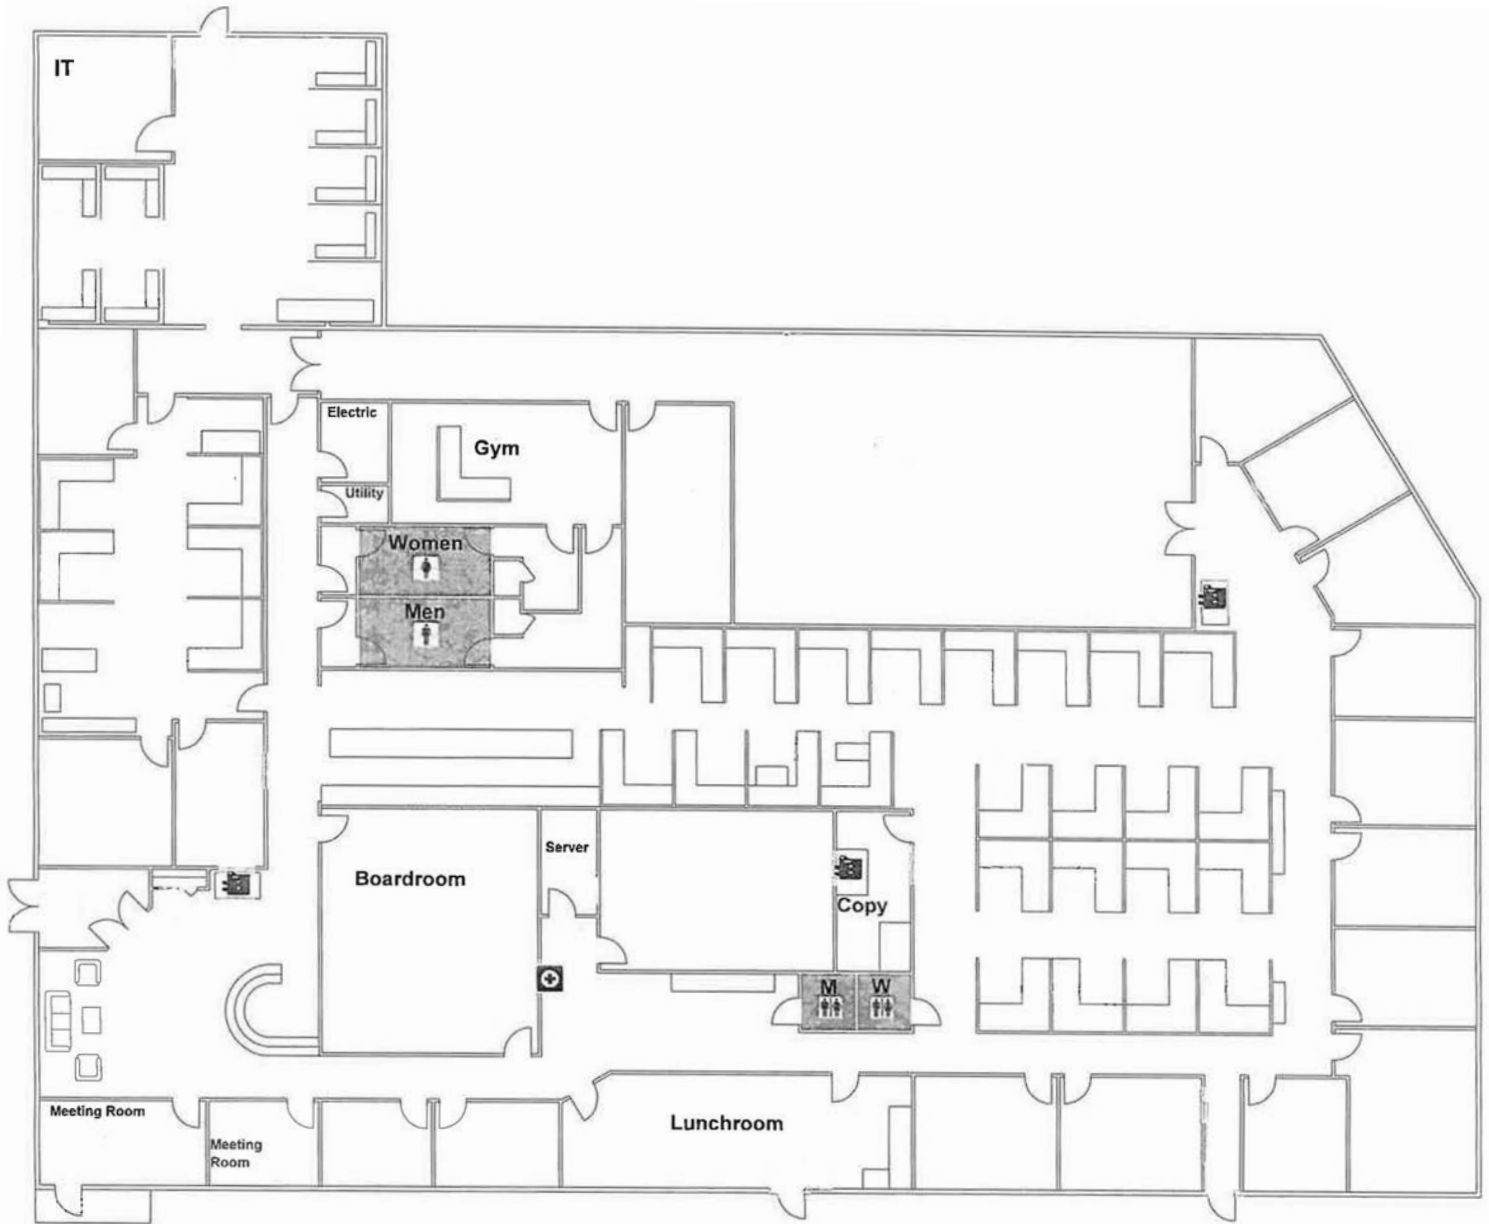 IT
Electric
Gym
Utility
Women
Men
Server
Boardroom
Copy
M
W
Meeting Room
Lunchroom
Meeting
Room